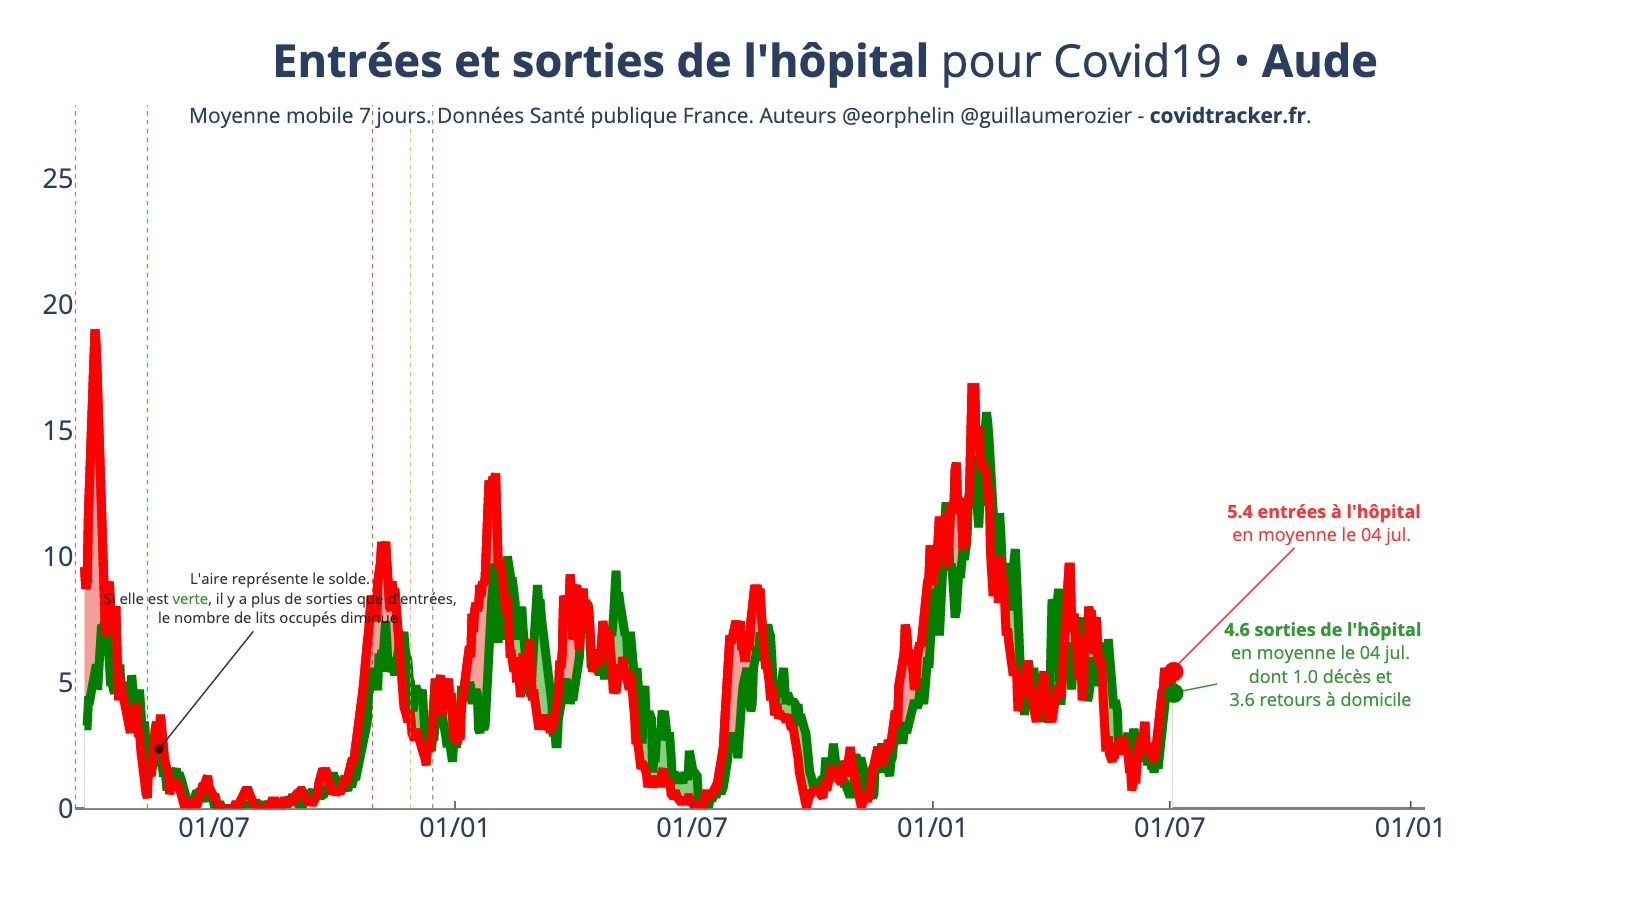 Entrées et sorties de l'hôpital pour Covid19 • Aude
Moyenne mobile 7 jours. Données Santé publique France. Auteurs @eorphelin @guillaumerozier - covidtracker.fr.
25
20
15
10
5
0
L'aire représente le solde.
Si elle est verte, il y a plus de sorties que d'entrées,
le nombre de lits occupés diminue.
5.4 entrées à l'hôpital
en moyenne le 04 jul.
4.6 sorties de l'hôpital
en moyenne le 04 jul.
dont 1.0 décès et
3.6 retours à domicile
01/07
01/01
01/07
01/01
01/07
01/01